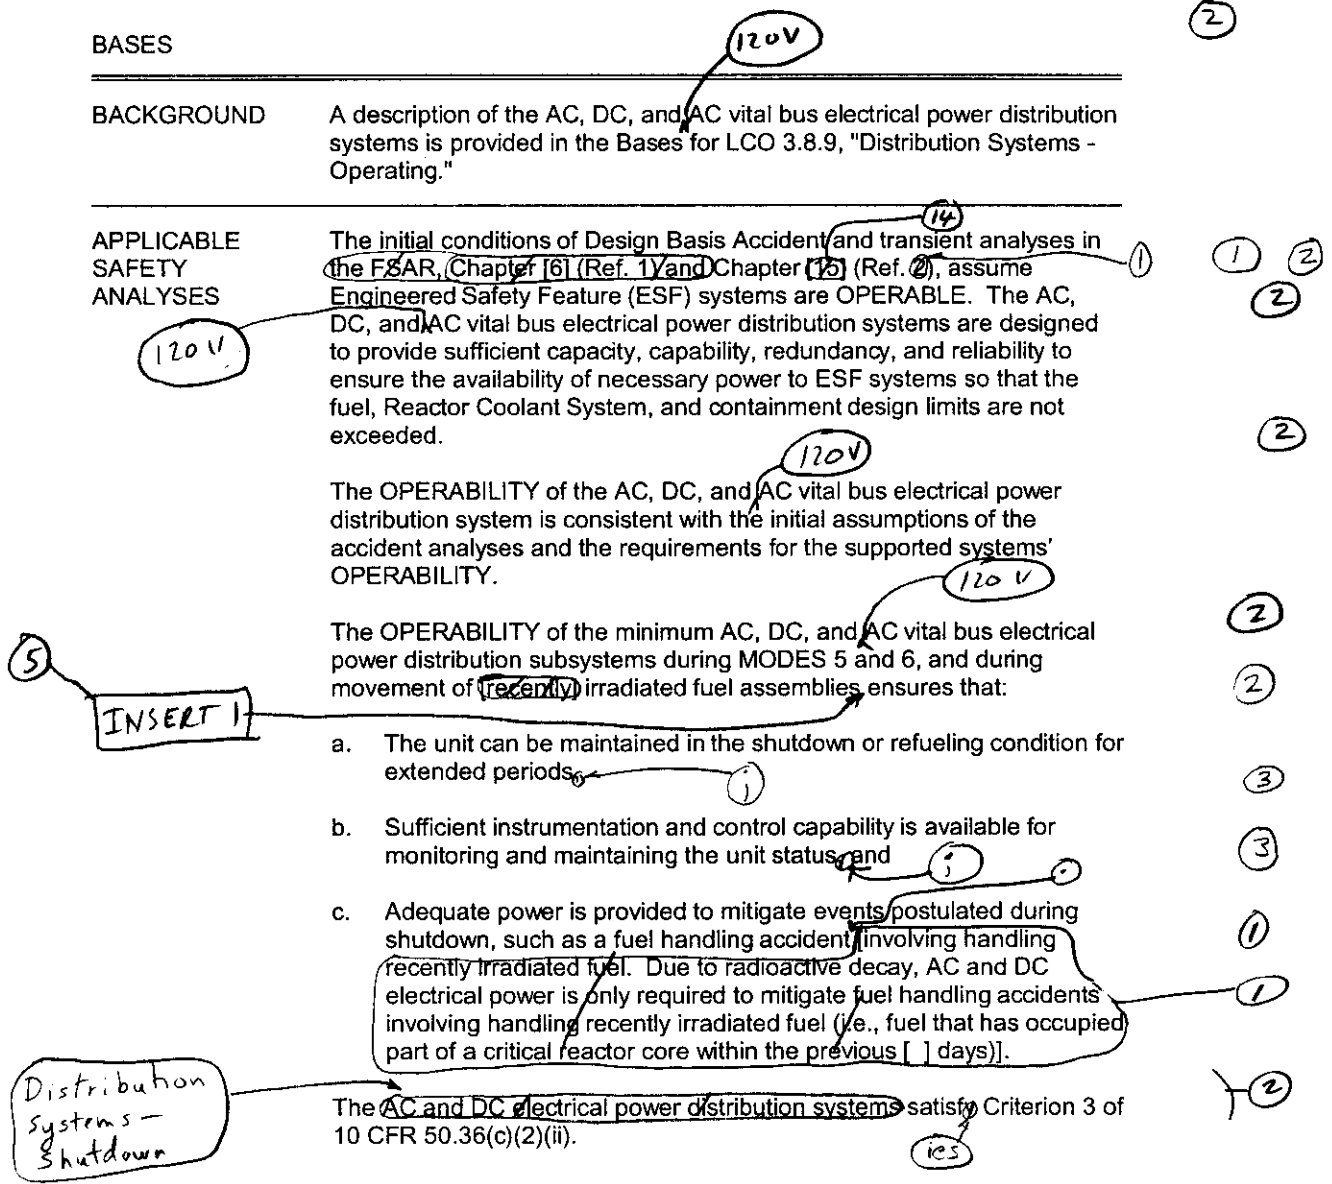 2
BASES 120V
BACKGROUND A description of the AC, DC, and AC vital bus electrical power distribution
systems is provided in the Bases for LCO 3.8.9, "Distribution Systems -
Operating."
14
APPLICABLE The initial conditions of Design Basis Accident and transient analyses in
SAFETY the FSAR, Chapter [6] (Ref. 1) and Chapter [15] (Ref. 2), assume 1 1 2
ANALYSES Engineered Safety Feature (ESF) systems are OPERABLE. The AC, 2
DC, and AC vital bus electrical power distribution systems are designed
120V to provide sufficient capacity, capability, redundancy, and reliability to
ensure the availability of necessary power to ESF systems so that the
fuel, Reactor Coolant System, and containment design limits are not
exceeded. 2
120V
The OPERABILITY of the AC, DC, and AC vital bus electrical power
distribution system is consistent with the initial assumptions of the
accident analyses and the requirements for the supported systems'
OPERABILITY. 120V
The OPERABILITY of the minimum AC, DC, and AC vital bus electrical 2
5 power distribution subsystems during MODES 5 and 6, and during
movement of [recently] irradiated fuel assemblies ensures that: 2
INSERT 1
a. The unit can be maintained in the shutdown or refueling condition for
extended periods, ; 3
b. Sufficient instrumentation and control capability is available for
monitoring and maintaining the unit status, and ; . 3
c. Adequate power is provided to mitigate events postulated during
shutdown, such as a fuel handling accident [involving handling 1
recently irradiated fuel. Due to radioactive decay, AC and DC
electrical power is only required to mitigate fuel handling accidents 1
involving handling recently irradiated fuel (i.e., fuel that has occupied
part of a critical reactor core within the previous [ ] days)].
Distribution
Systems -
Shutdown
The AC and DC electrical power distribution systems satisfy Criterion 3 of 2
10 CFR 50.36(c)(2)(ii). ies